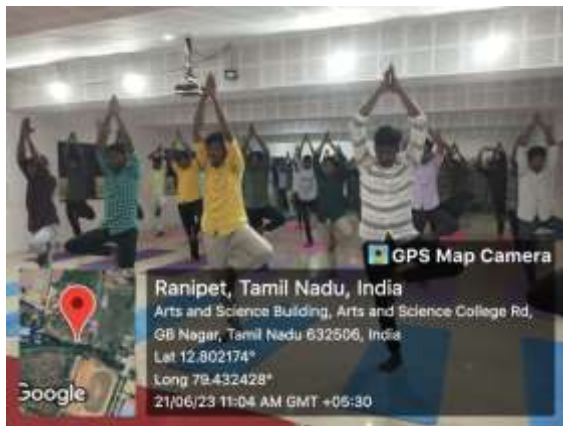 GPS Map Camera
Ranipet, Tamil Nadu, India
Arts and Science Building, Arts and Science College Rd,
GB Nagar, Tamil Nadu 632506, India
Lat 12.802174°
Long 79.432428°
21/06/23 11:04 AM GMT +05:30
Google